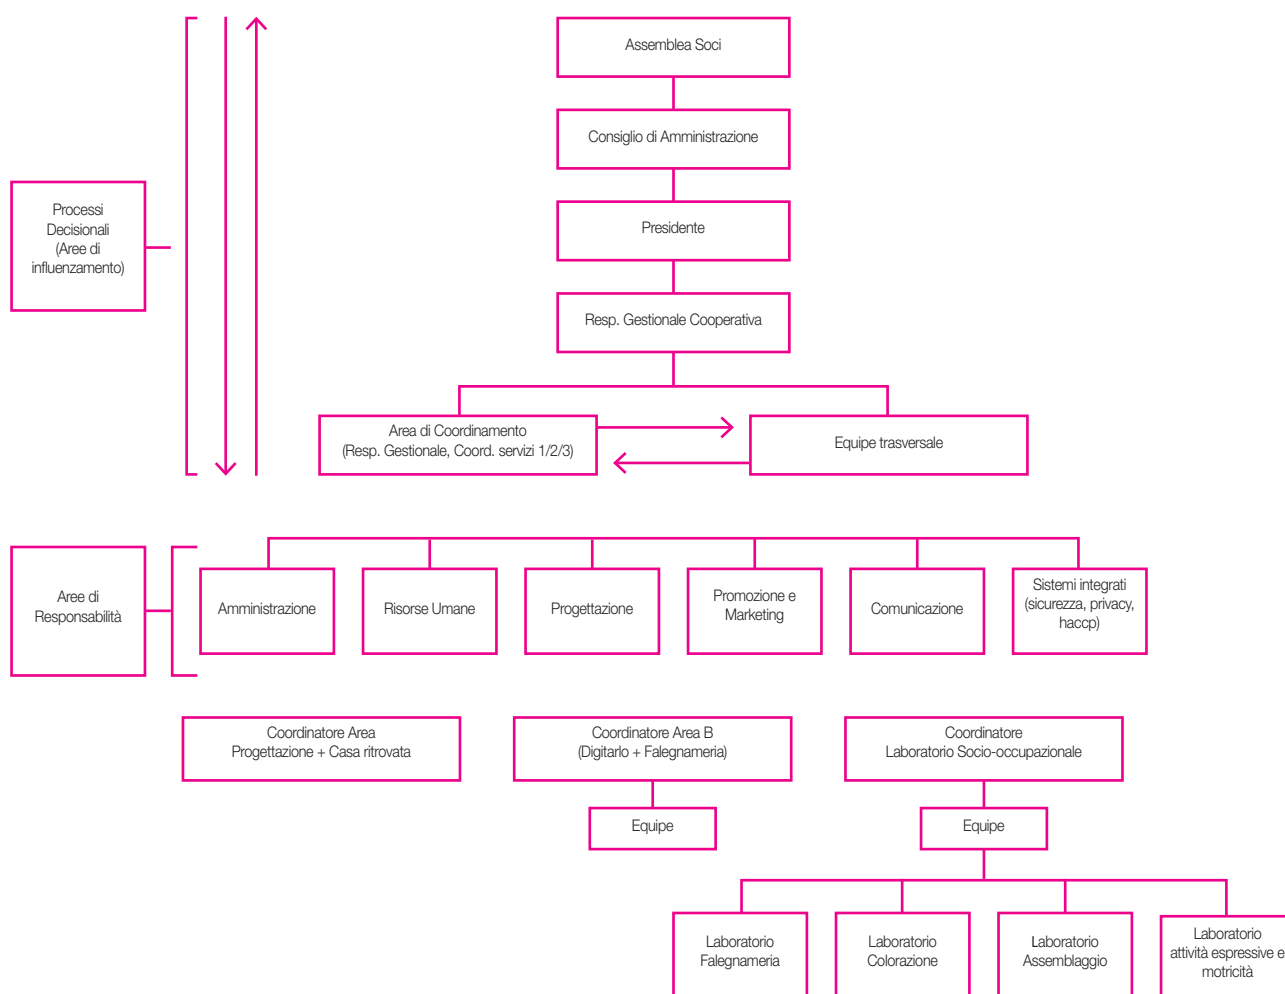 Assemblea Soci
Consiglio di Amministrazione
Presidente
Resp. Gestionale Cooperativa
Processi
Decisionali
(Aree di
influenzamento)
Area di Coordinamento
(Resp. Gestionale, Coord. servizi 1/2/3)
Equipe trasversale
Aree di
Responsabilità
Amministrazione
Risorse Umane
Progettazione
Promozione e
Marketing
Comunicazione
Sistemi integrati
(sicurezza, privacy,
haccp)
Coordinatore Area
Progettazione + Casa ritrovata
Coordinatore Area B
(Digitarlo + Falegnameria)
Coordinatore
Laboratorio Socio-occupazionale
Equipe
Equipe
Laboratorio
Falegnameria
Laboratorio
Colorazione
Laboratorio
Assemblaggio
Laboratorio
attività espressive e
motricità